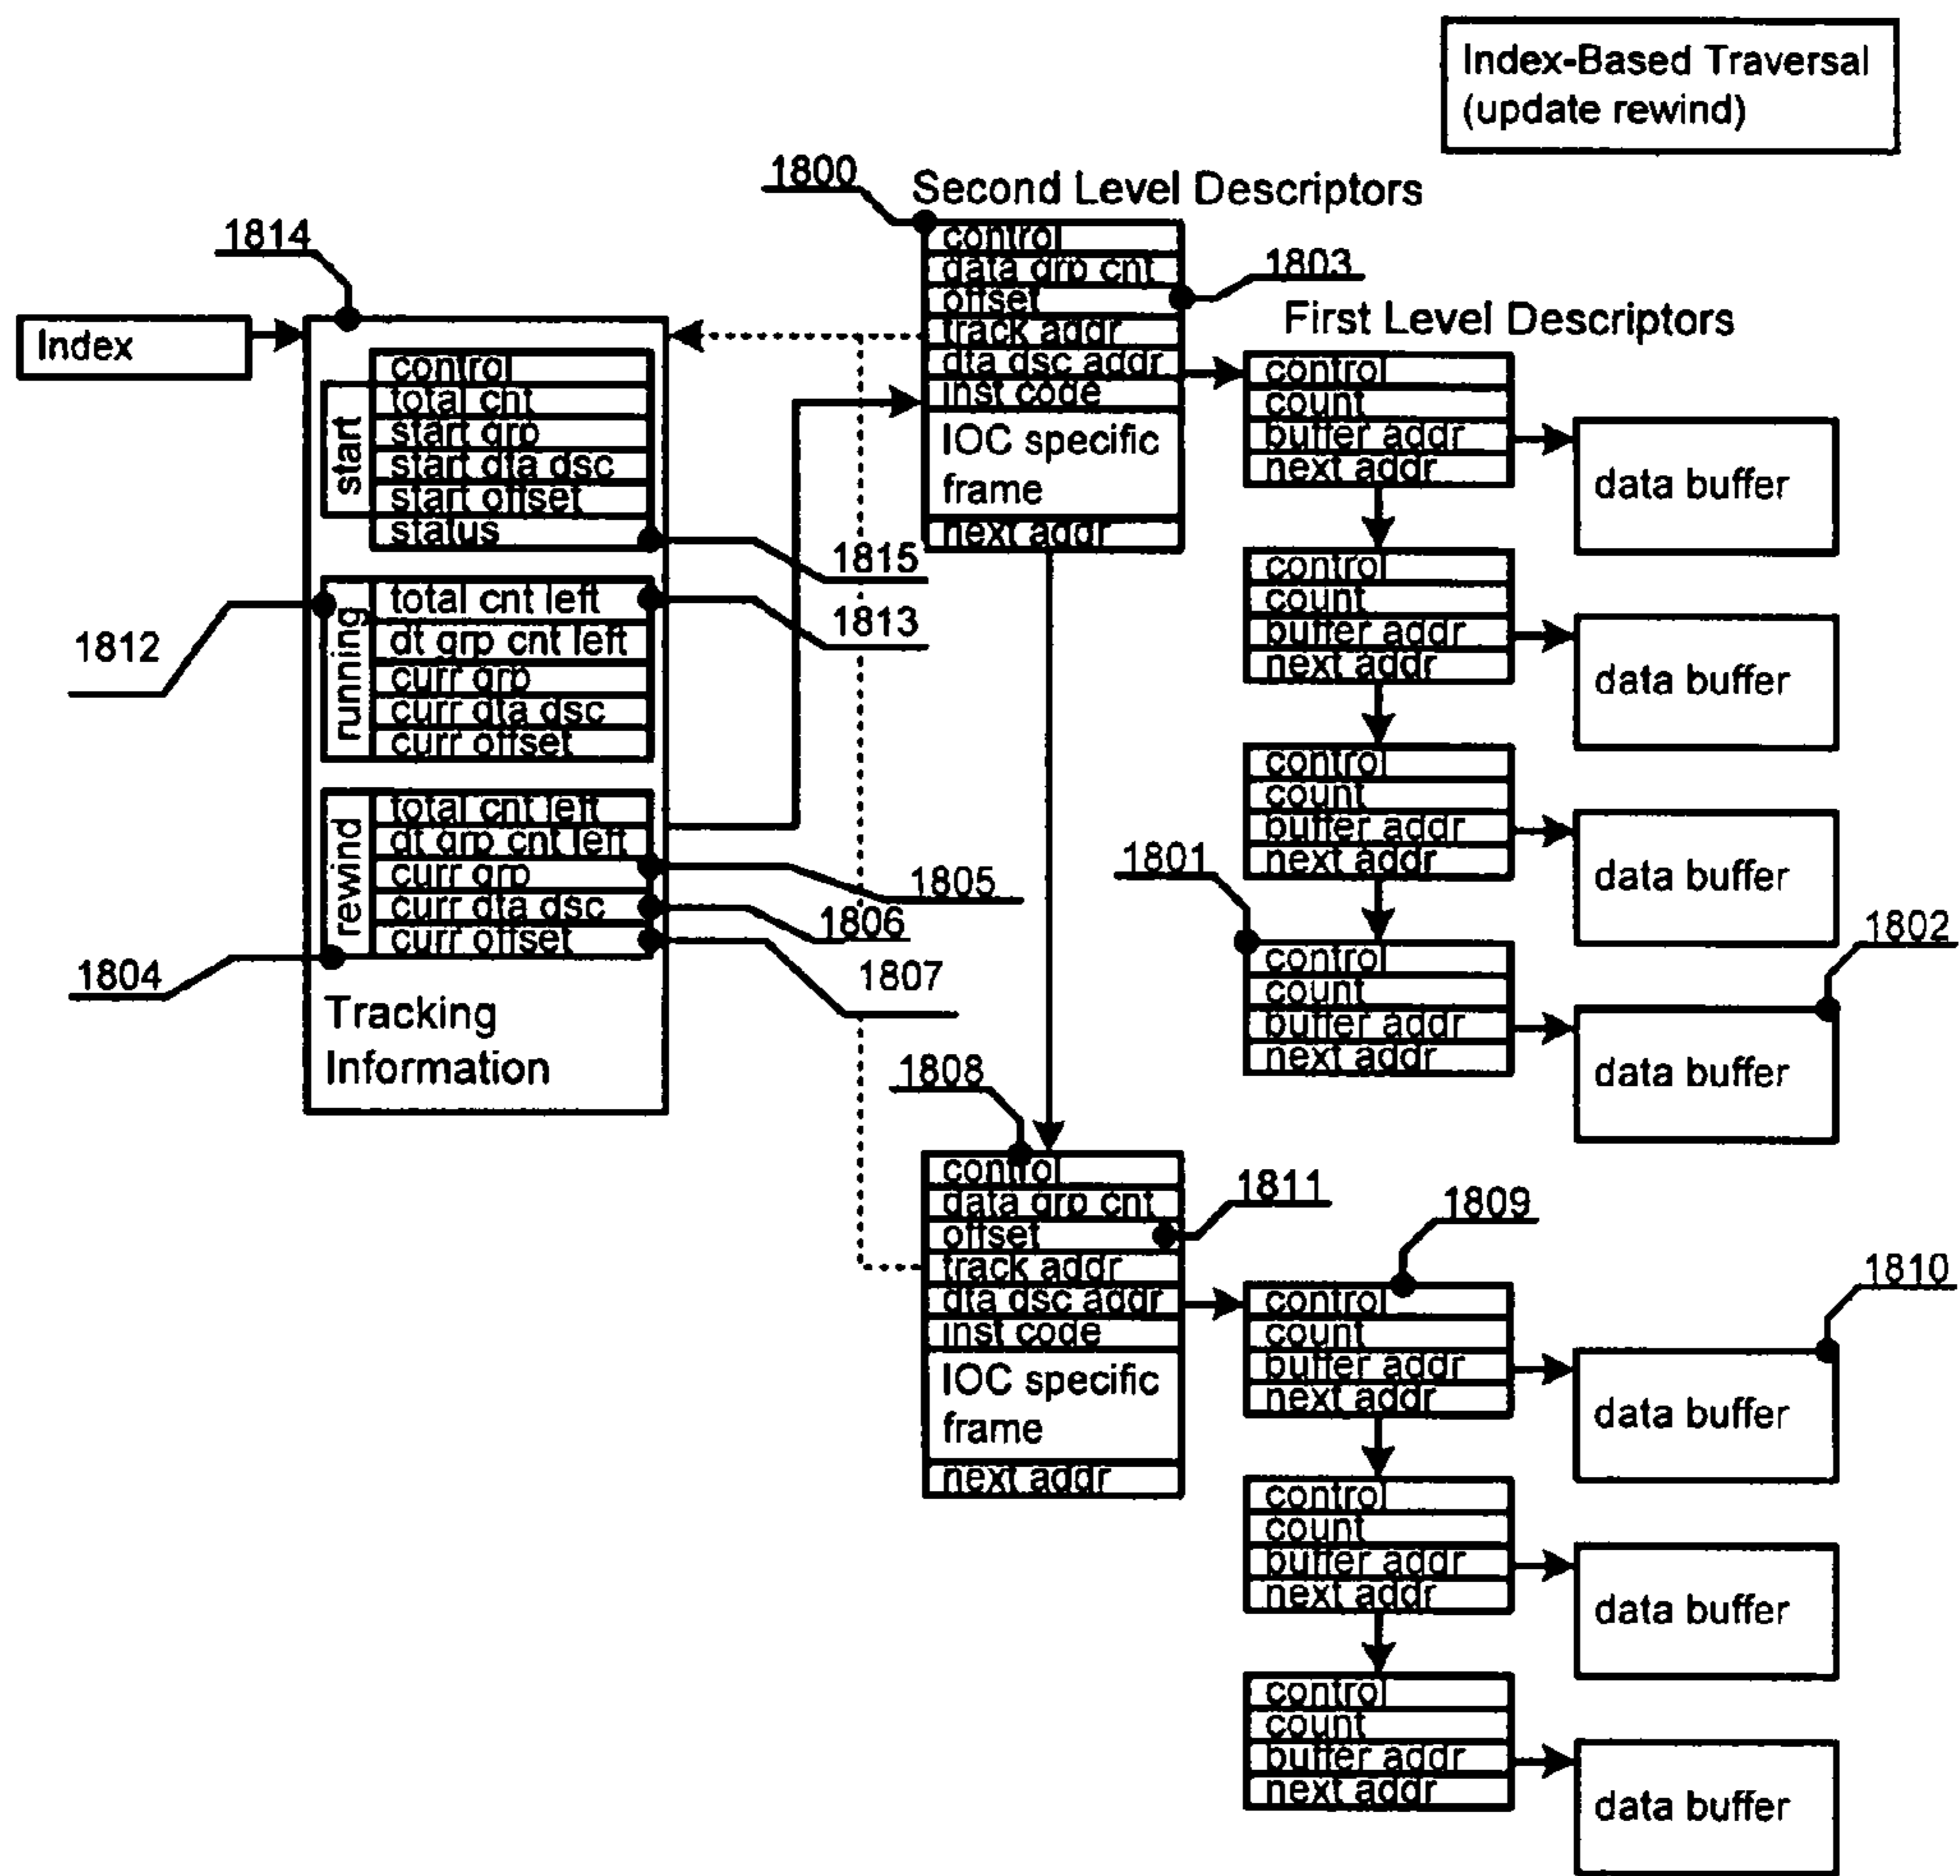 Index-Based Traversal
(update rewind)
1800
Second Level Descriptors
1814
control
data grp cnt
offset
track addr
dta dsc addr
inst code
IOC specific
frame
next addr
1803
First Level Descriptors
Index
control
total cnt
start grp
start dta dsc
start offset
status
start
1815
total cnt left
dt grp cnt left
curr grp
curr dta dsc
curr offset
running
1813
1812
total cnt left
dt grp cnt left
curr grp
curr dta dsc
curr offset
rewind
1805
1806
1807
1804
Tracking
Information
control
count
buffer addr
next addr
data buffer
control
count
buffer addr
next addr
data buffer
control
count
buffer addr
next addr
data buffer
1801
1802
control
count
buffer addr
next addr
data buffer
1808
control
data grp cnt
offset
track addr
dta dsc addr
inst code
IOC specific
frame
next addr
1811
1809
1810
control
count
buffer addr
next addr
data buffer
control
count
buffer addr
next addr
data buffer
control
count
buffer addr
next addr
data buffer